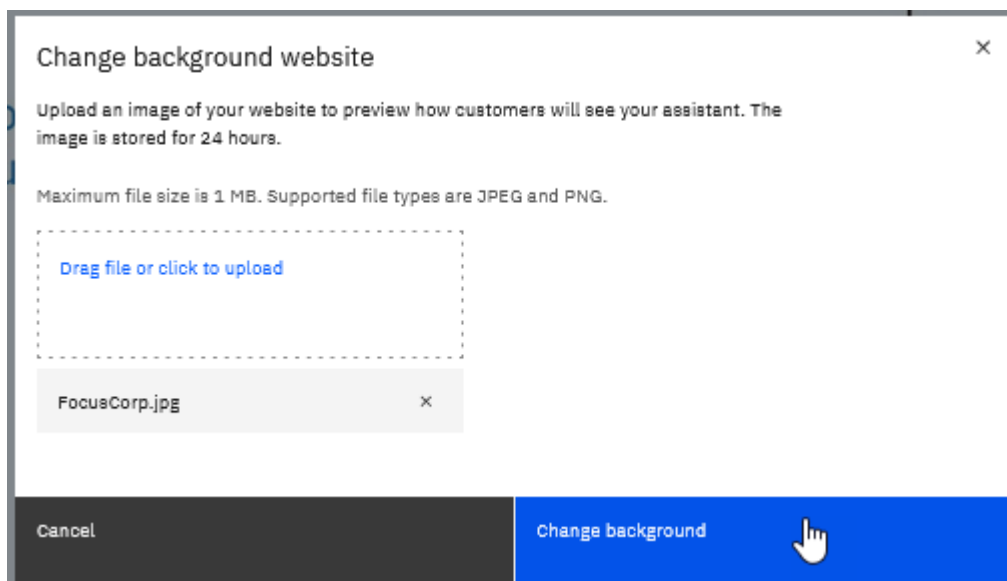 Change background website
Upload an image of your website to preview how customers will see your assistant. The
image is stored for 24 hours.
Maximum file size is 1 MB. Supported file types are JPEG and PNG.
Drag file or click to upload
FocusCorp.jpg
Cancel
Change background